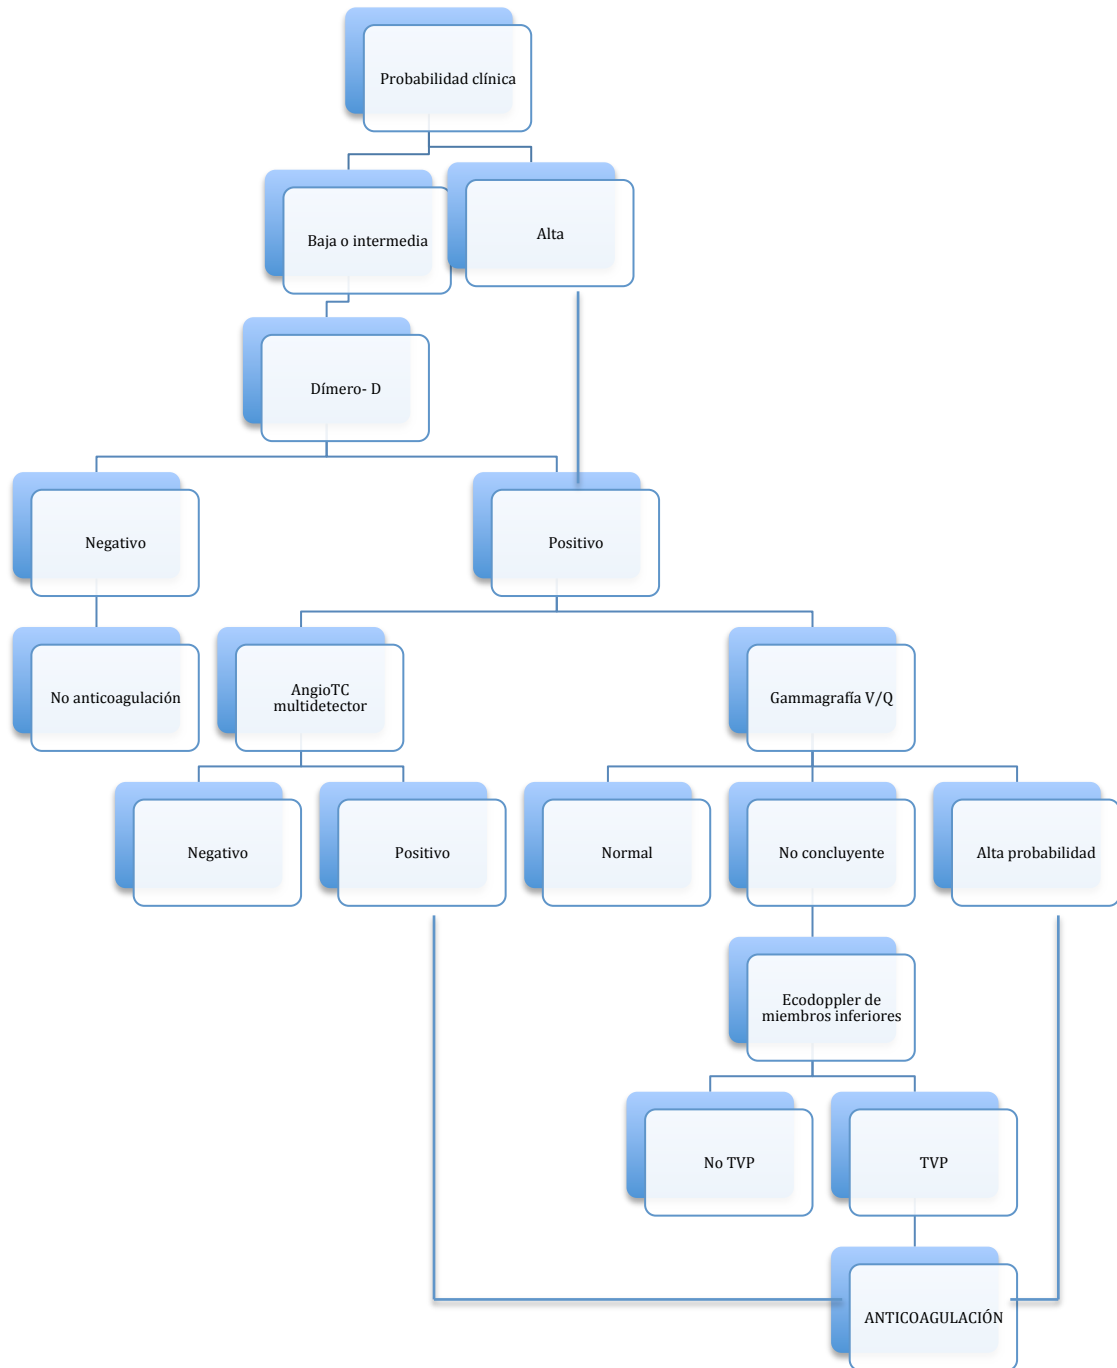 Probabilidad clínica
Baja o intermedia
Alta
Dímero- D
Negativo
Positivo
No anticoagulación
AngioTC
multidetector
Gammagrafía V/Q
Negativo
Positivo
Normal
No concluyente
Alta probabilidad
Ecodoppler de
miembros inferiores
No TVP
TVP
ANTICOAGULACIÓN